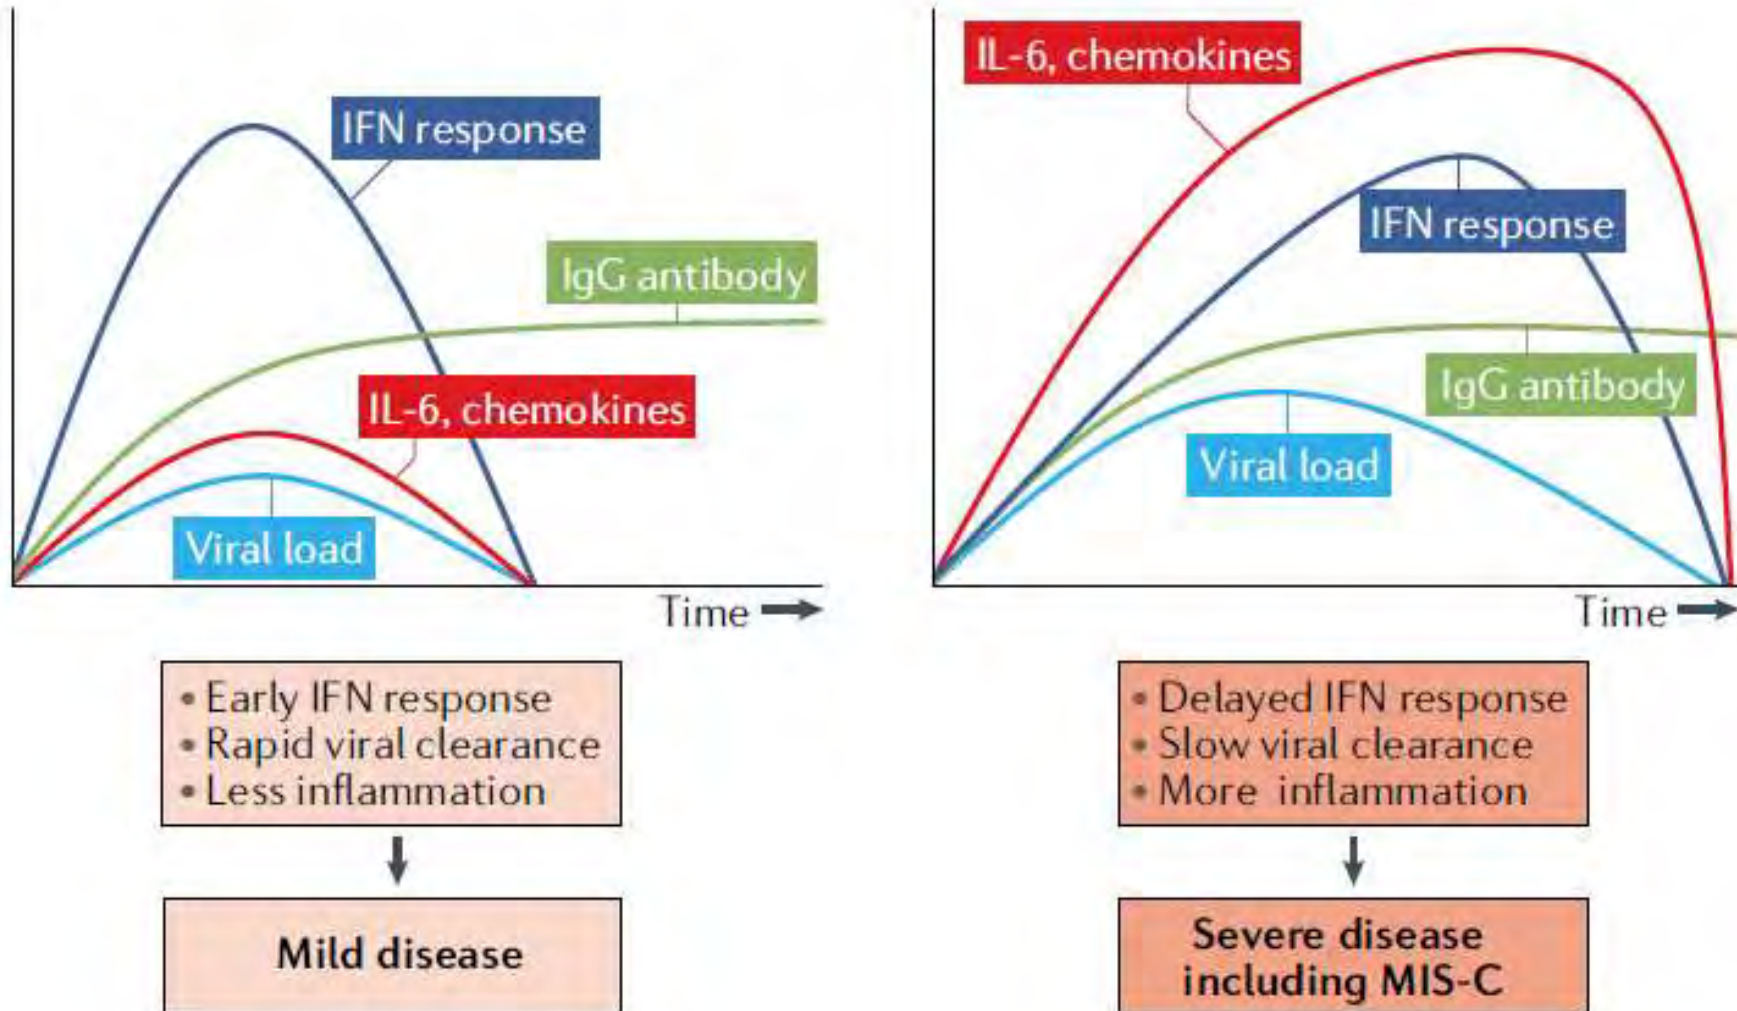 IFN response
IgG antibody
IL-6, chemokines
Viral load
Time
• Early IFN response
• Rapid viral clearance
• Less inflammation
Mild disease
IL-6, chemokines
IFN response
IgG antibody
Viral load
Time
• Delayed IFN response
• Slow viral clearance
• More inflammation
Severe disease
including MIS-C